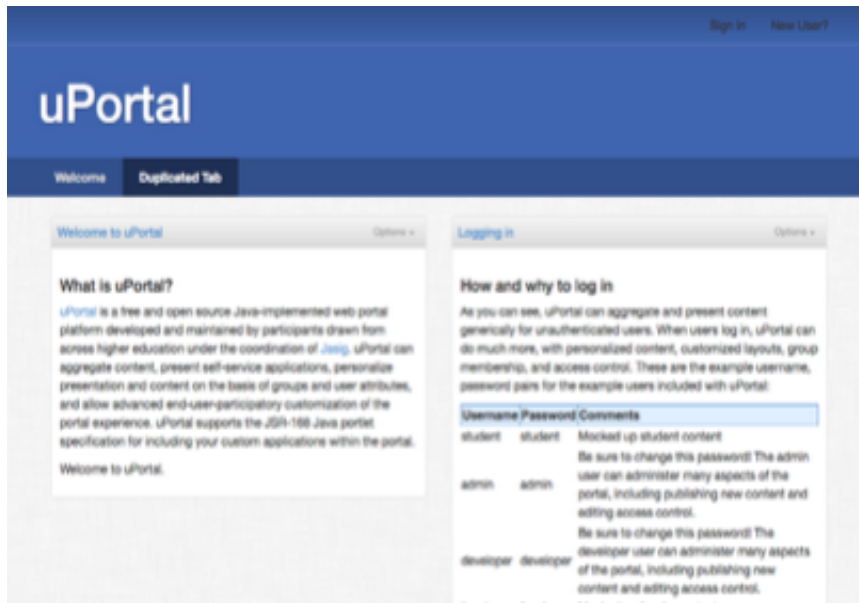 Sign In New User?
uPortal
Welcome Duplicated Tab
Welcome to uPortal Options
What is uPortal?
uPortal is a free and open source Java-implemented web portal
platform developed and maintained by participants drawn from
across higher education under the coordination of Jasig. uPortal can
aggregate content, present self-service applications, personalize
presentation and content on the basis of groups and user attributes,
and allow advanced end-user-participatory customization of the
portal experience. uPortal supports the JSR-168 Java portlet
specification for including your custom applications within the portal.
Welcome to uPortal.
Logging in Options
How and why to log in
As you can see, uPortal can aggregate and present content
generically for unauthenticated users. When users log in, uPortal can
do much more, with personalized content, customized layouts, group
membership, and access control. These are the example username,
password pairs for the example users included with uPortal:
Username Password Comments
student student Mocked up student content
Be sure to change this password! The admin
user can administer many aspects of the
admin admin
portal, including publishing new content and
editing access control.
Be sure to change this password! The
developer user can administer many aspects
developer developer
of the portal, including publishing new
content and editing access control.